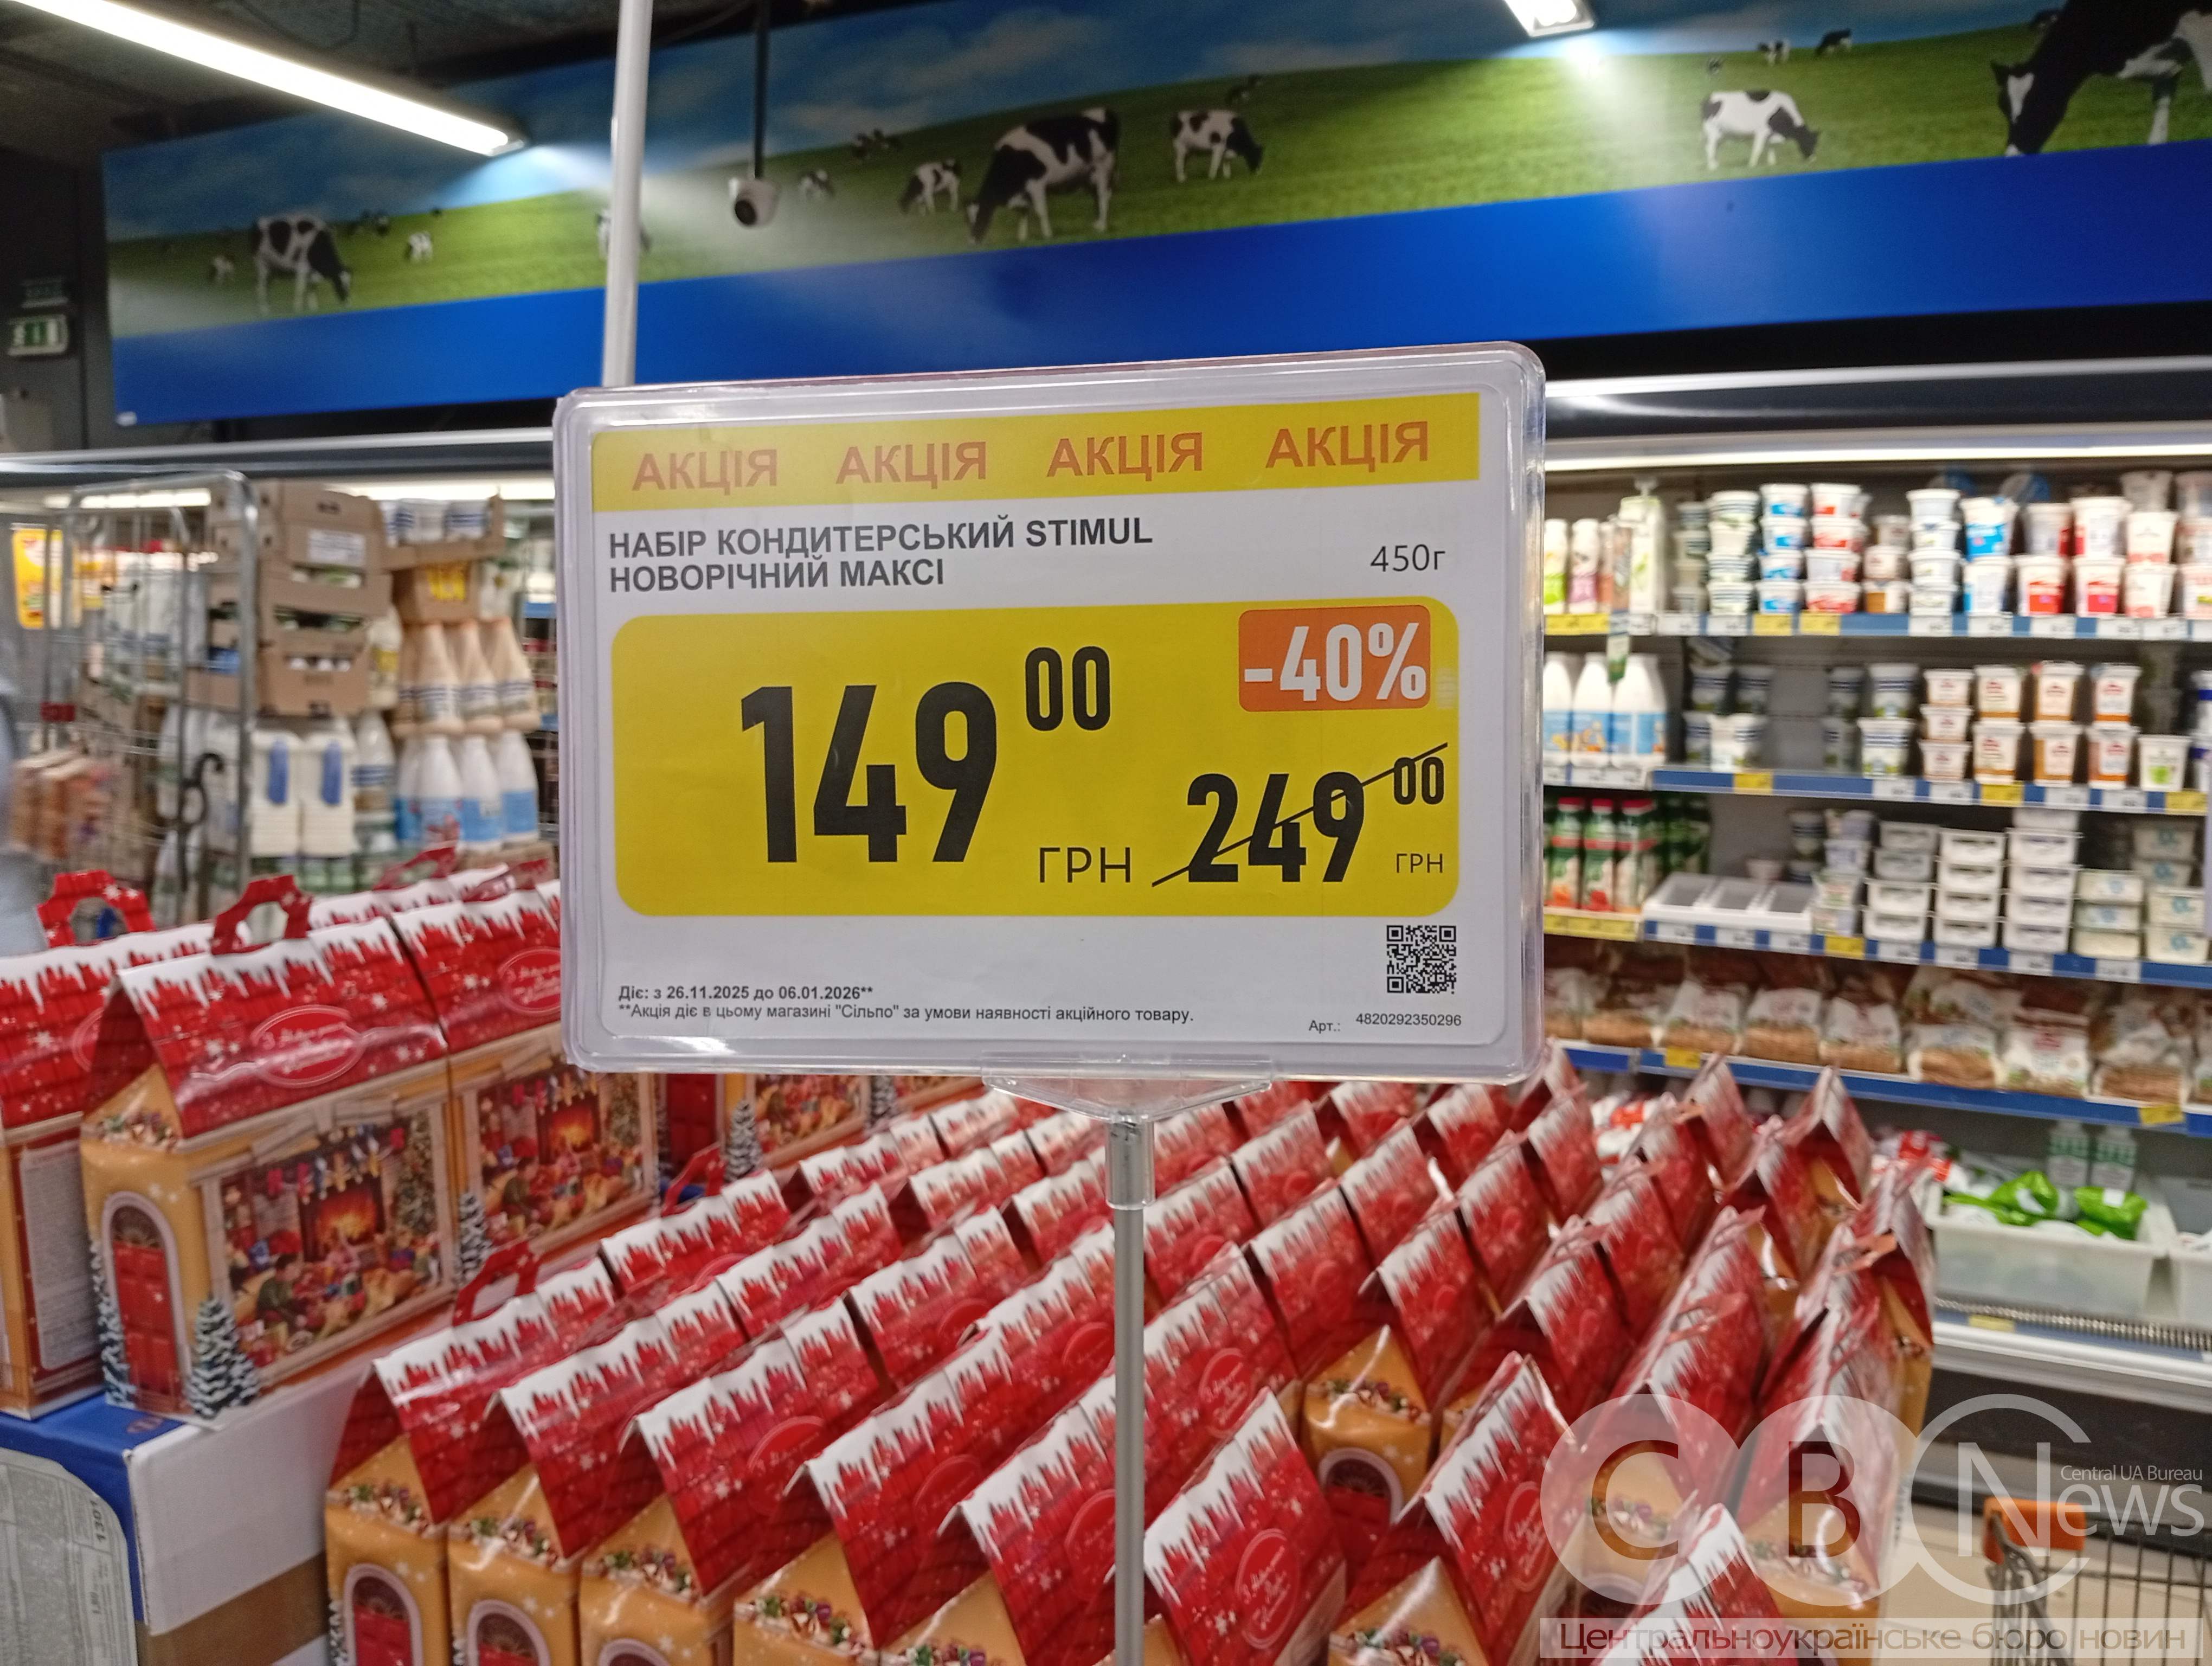 АКЦІЯ АКЦІЯ АКЦІЯ АКЦІЯ
НАБІР КОНДИТЕРСЬКИЙ STIMUL
НОВОРІЧНИЙ МАКСІ
450г
-40%
149 00 ГРН
249 00 ГРН
Діє: з 26.11.2025 до 06.01.2026**
**Акція діє в цьому магазині "Сільпо" за умови наявності акційного товару.
Арт.: 4820292350296
CBN News
Central UA Bureau
Центральноукраїнське бюро новин